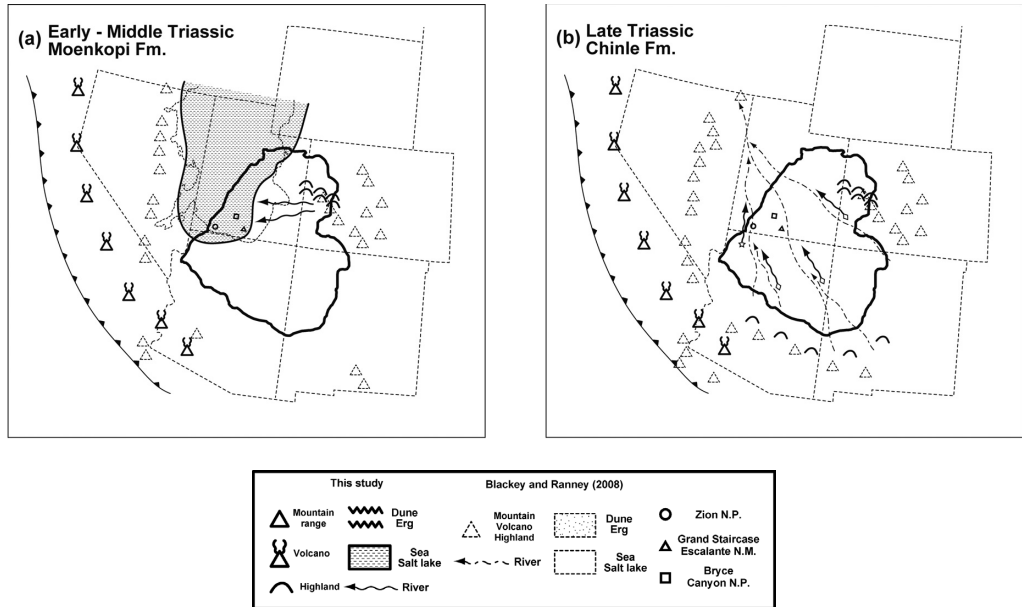 (a) Early - Middle Triassic
Moenkopi Fm.
(b) Late Triassic
Chinle Fm.
This study
Blackey and Ranney (2008)
Mountain
range
Dune
Erg
Mountain
Volcano
Highland
Dune
Erg
Zion N.P.
Volcano
Sea
Salt lake
River
Sea
Salt lake
Grand Staircase
Escalante N.M.
Highland
River
Bryce
Canyon N.P.